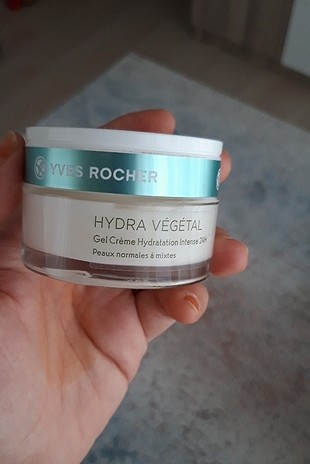 YVES ROCHER
HYDRA VÉGÉTAL
Gel Crème Hydratation Intense 24H
Peaux normales à mixtes